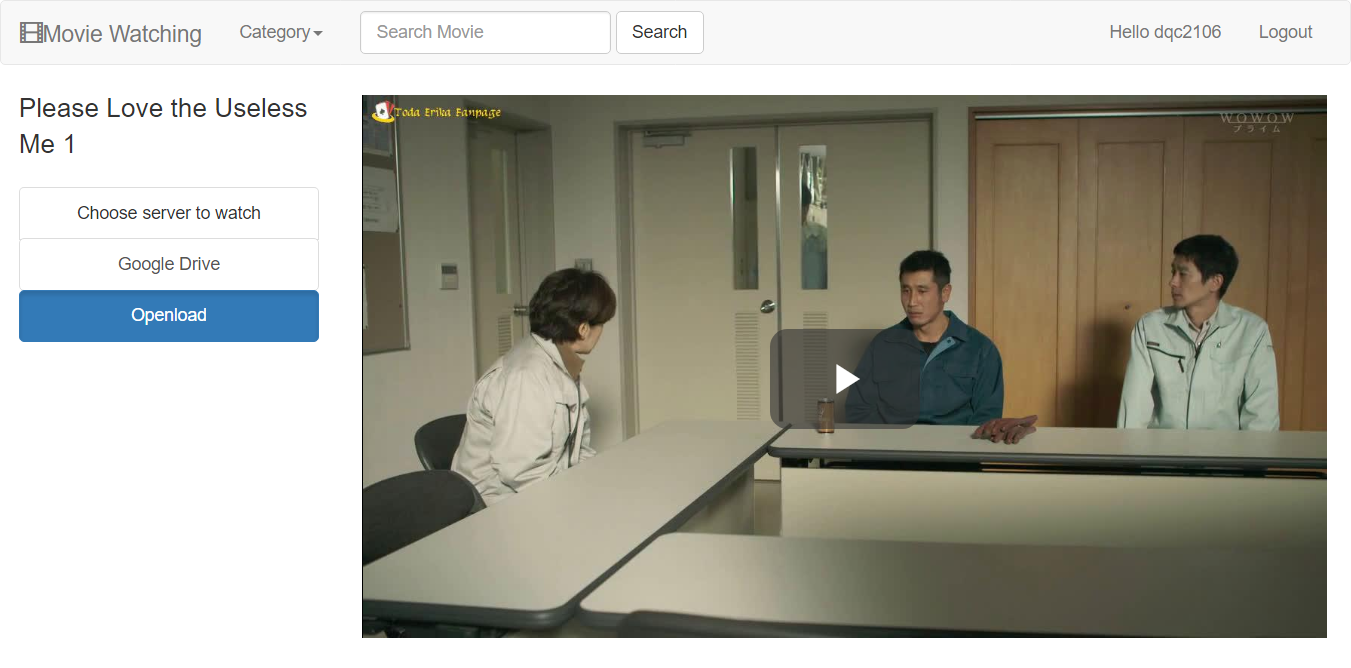 Movie Watching
Category
Search Movie
Search
Hello dqc2106
Logout
Please Love the Useless
Me 1
Choose server to watch
Google Drive
Openload
Toda Erika Fanpage
WOWOW
プライム